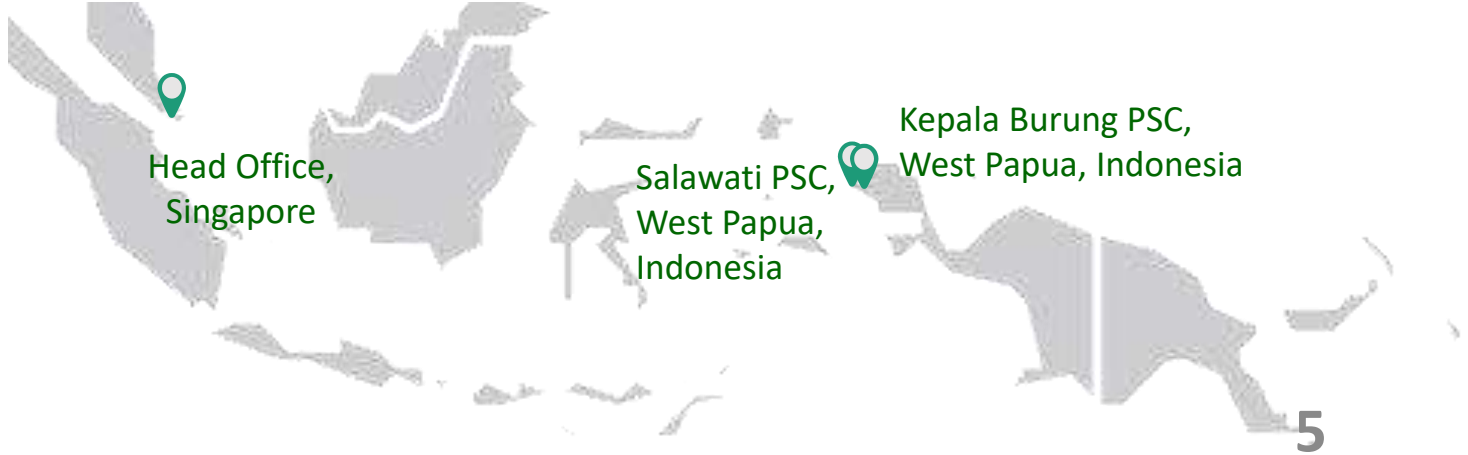 Head Office,
Singapore
Salawati PSC,
West Papua,
Indonesia
Kepala Burung PSC,
West Papua, Indonesia
5